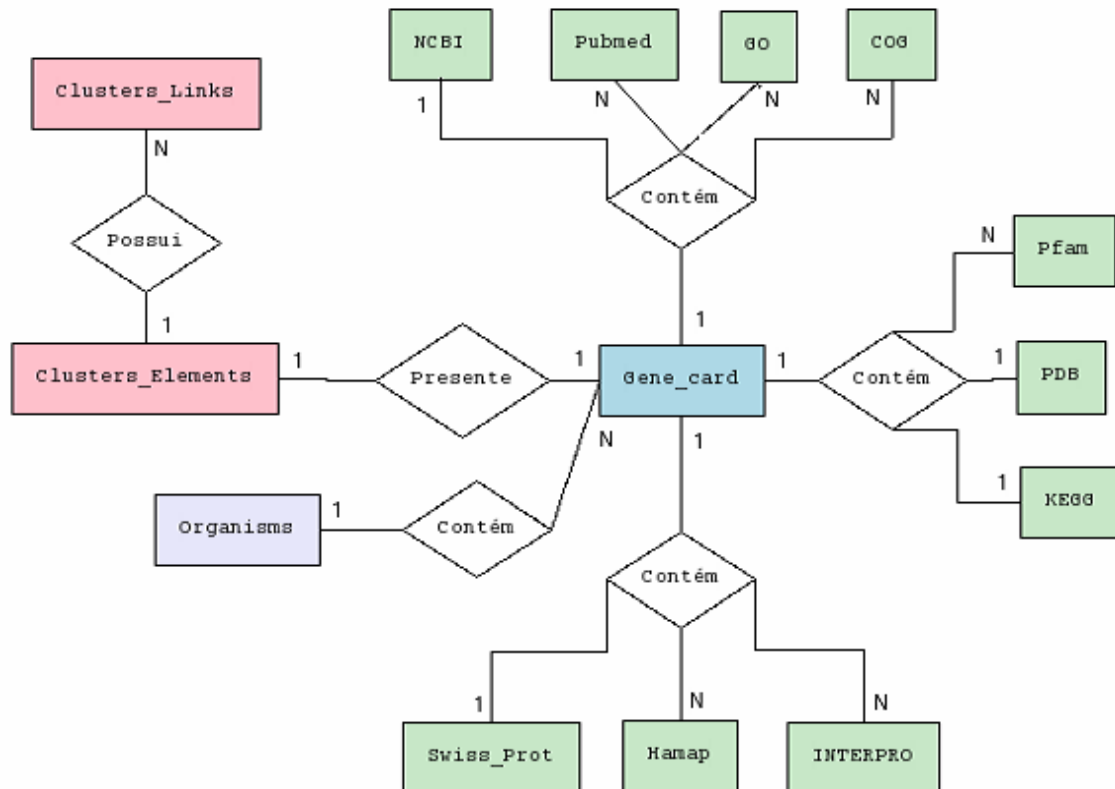 NCBI
Pubmed
GO
COG
Clusters_Links
1
N
N
N
N
Contém
Possui
N
Pfam
1
1
1
Clusters_Elements
1
Presente
1
Gene_card
1
Contém
1
PDB
N
1
Organisms
1
Contém
1
KEGG
Contém
1
N
N
Swiss_Prot
Hamap
INTERPRO